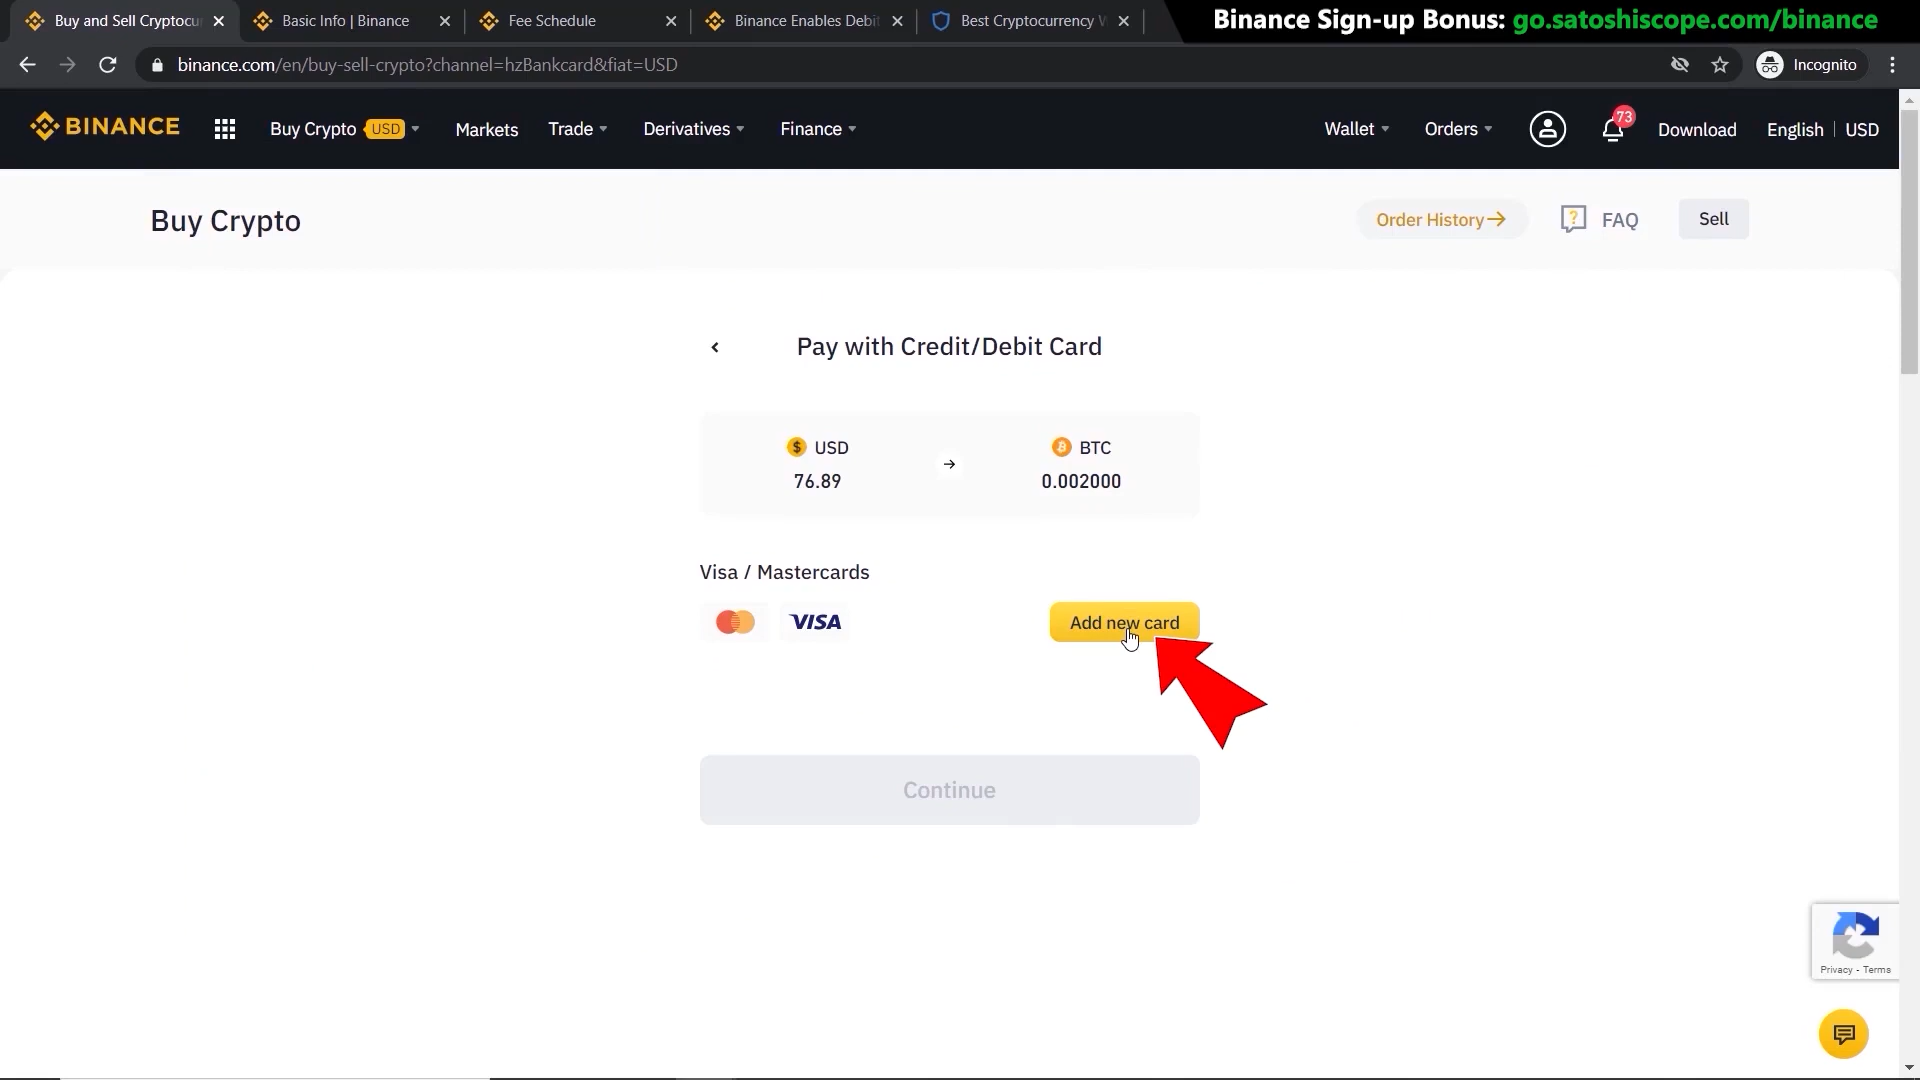 Buy and Sell Cryptocu
Basic Info | Binance
Fee Schedule
Binance Enables Debit
Best Cryptocurrency W
Binance Sign-up Bonus: go.satoshiscope.com/binance
binance.com/en/buy-sell-crypto?channel=hzBankcard&fiat=USD
Incognito
BINANCE
Buy Crypto USD
Markets
Trade
Derivatives
Finance
Wallet
Orders
73
Download
English | USD
Buy Crypto
Order History
FAQ
Sell
Pay with Credit/Debit Card
USD
BTC
76.89
0.002000
Visa / Mastercards
VISA
Add new card
Continue
Privacy - Terms